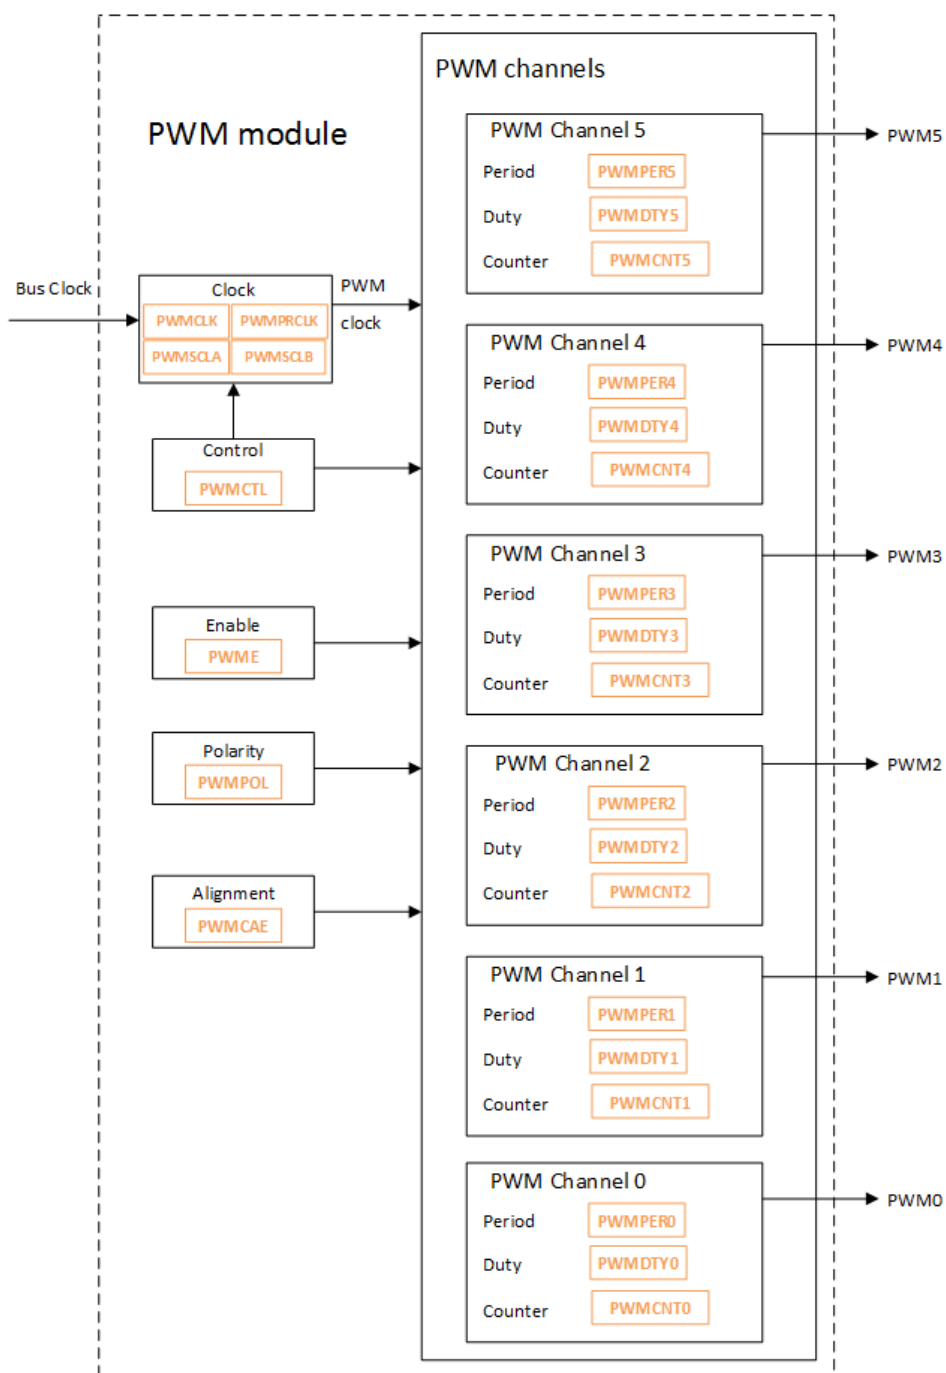 PWM channels
PWM module
PWM Channel 5
PWM5
Period PWMPER5
Duty PWMDTY5
Counter PWMCNT5
Bus Clock
Clock
PWM
clock
PWMCLK PWMPRCLK
PWMSCLA PWMSCLB
PWM Channel 4
PWM4
Period PWMPER4
Duty PWMDTY4
Counter PWMCNT4
Control
PWMCTL
PWM Channel 3
PWM3
Period PWMPER3
Duty PWMDTY3
Counter PWMCNT3
Enable
PWME
Polarity
PWMPOL
PWM Channel 2
PWM2
Period PWMPER2
Duty PWMDTY2
Counter PWMCNT2
Alignment
PWMCAE
PWM Channel 1
PWM1
Period PWMPER1
Duty PWMDTY1
Counter PWMCNT1
PWM Channel 0
PWM0
Period PWMPER0
Duty PWMDTY0
Counter PWMCNT0